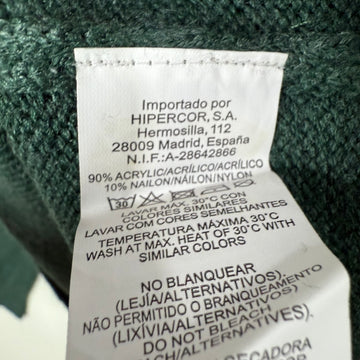 Importado por
HIPERCOR, S.A.
Hermosilla, 112
28009 Madrid, España
N.I.F.:A-28642866
90% ACRYLIC/ACRÍLICO/ACRÍLICO
10% NAILON/NÁILON/NYLON
30
LAVAR MAX. 30°C CON
COLORES SIMILARES
LAVAR COM CORES SEMELHANTES
TEMPERATURA MÁXIMA 30°C
WASH AT MAX. HEAT OF 30°C WITH
SIMILAR COLORS
NO BLANQUEAR
(LEJÍA/ALTERNATIVOS).
NÃO PERMITIDO O BRANQUEAMENTO
(LIXÍVIA/ALTERNATIVOS)
DO NOT BLEACH